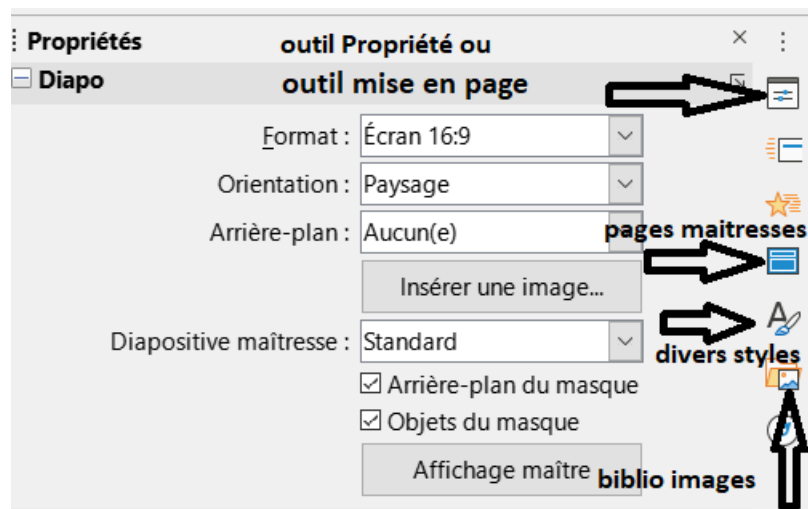 Propriétés outil Propriété ou
Diapo outil mise en page
Format : Écran 16:9
Orientation : Paysage
Arrière-plan : Aucun(e) pages maitresses
Insérer une image...
Diapositive maîtresse : Standard
divers styles
Arrière-plan du masque
Objets du masque
Affichage maître
biblio images